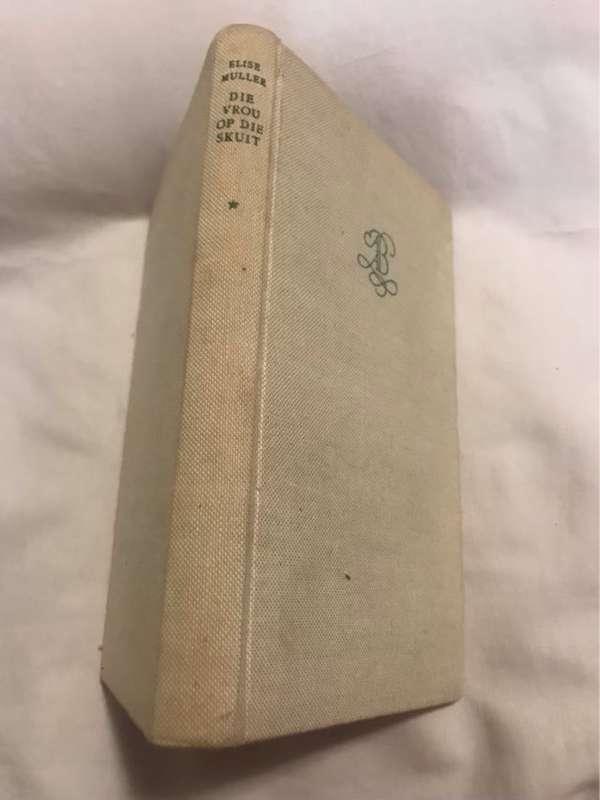 ELISE
MULLER
DIE
VROU
OP DIE
SKUIT